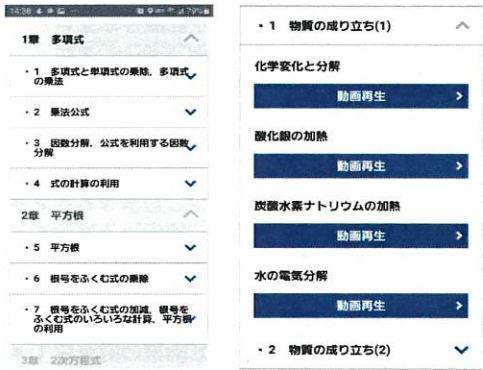 14:38
79%
1章 多項式
・1 多項式と単項式の乗除，多項式
の乗法
・2 乗法公式
・3 因数分解，公式を利用する因数
分解
・4 式の計算の利用
2章 平方根
・5 平方根
・6 根号をふくむ式の乗除
・7 根号をふくむ式の加減，根号を
ふくむ式のいろいろな計算，平方根
の利用
3章 2次方程式
・1 物質の成り立ち(1)
化学変化と分解
動画再生
酸化銀の加熱
動画再生
炭酸水素ナトリウムの加熱
動画再生
水の電気分解
動画再生
・2 物質の成り立ち(2)